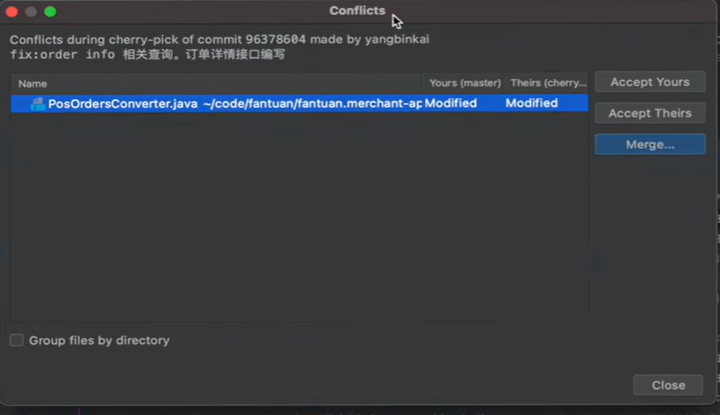 Conflicts
Conflicts during cherry-pick of commit 96378604 made by yangbinkai
fix:order info 相关查询。订单详情接口编写
Name Yours (master) Theirs (cherry...
PosOrdersConverter.java ~/code/fantuan/fantuan.merchant-ap Modified Modified
Accept Yours
Accept Theirs
Merge...
Group files by directory
Close